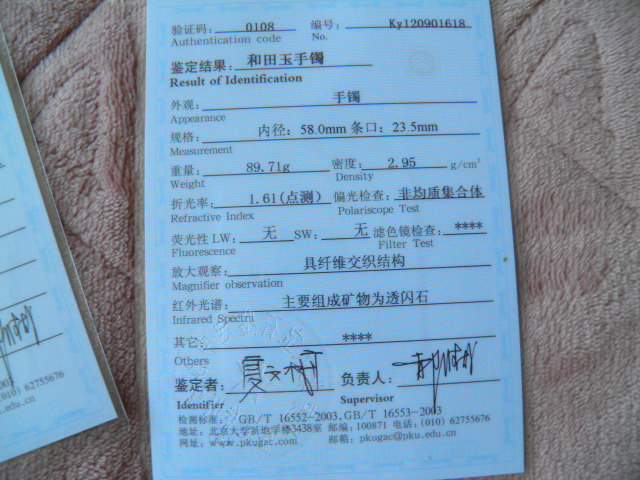 验证码: 0108 编号: Ky120901618
Authentication code No.
鉴定结果: 和田玉手镯
Result of Identification
外观: 手镯
Appearance
规格: 内径: 58.0mm 条口: 23.5mm
Measurement
重量: 89.71g 密度: 2.95 g/cm³
Weight Density
折光率: 1.61(点测) 偏光检查: 非均质集合体
Refractive Index Polariscope Test
荧光性 LW: 无 SW: 无 滤色镜检查: ****
Fluorescence Filter Test
放大观察: 具纤维交织结构
Magnifier observation
红外光谱: 主要组成矿物为透闪石
Infrared Spectra
其它: ****
Others
鉴定者: 夏文 负责人:
Identifier Supervisor
检测标准: GB/T 16552-2003, GB/T 16553-2003
地址: 北京大学新地学楼3438室 邮编: 100871 电话: (010) 62755676
网址: www.pkugac.com 邮箱: pkugac@pku.edu.cn
(010) 62755676
.edu.cn